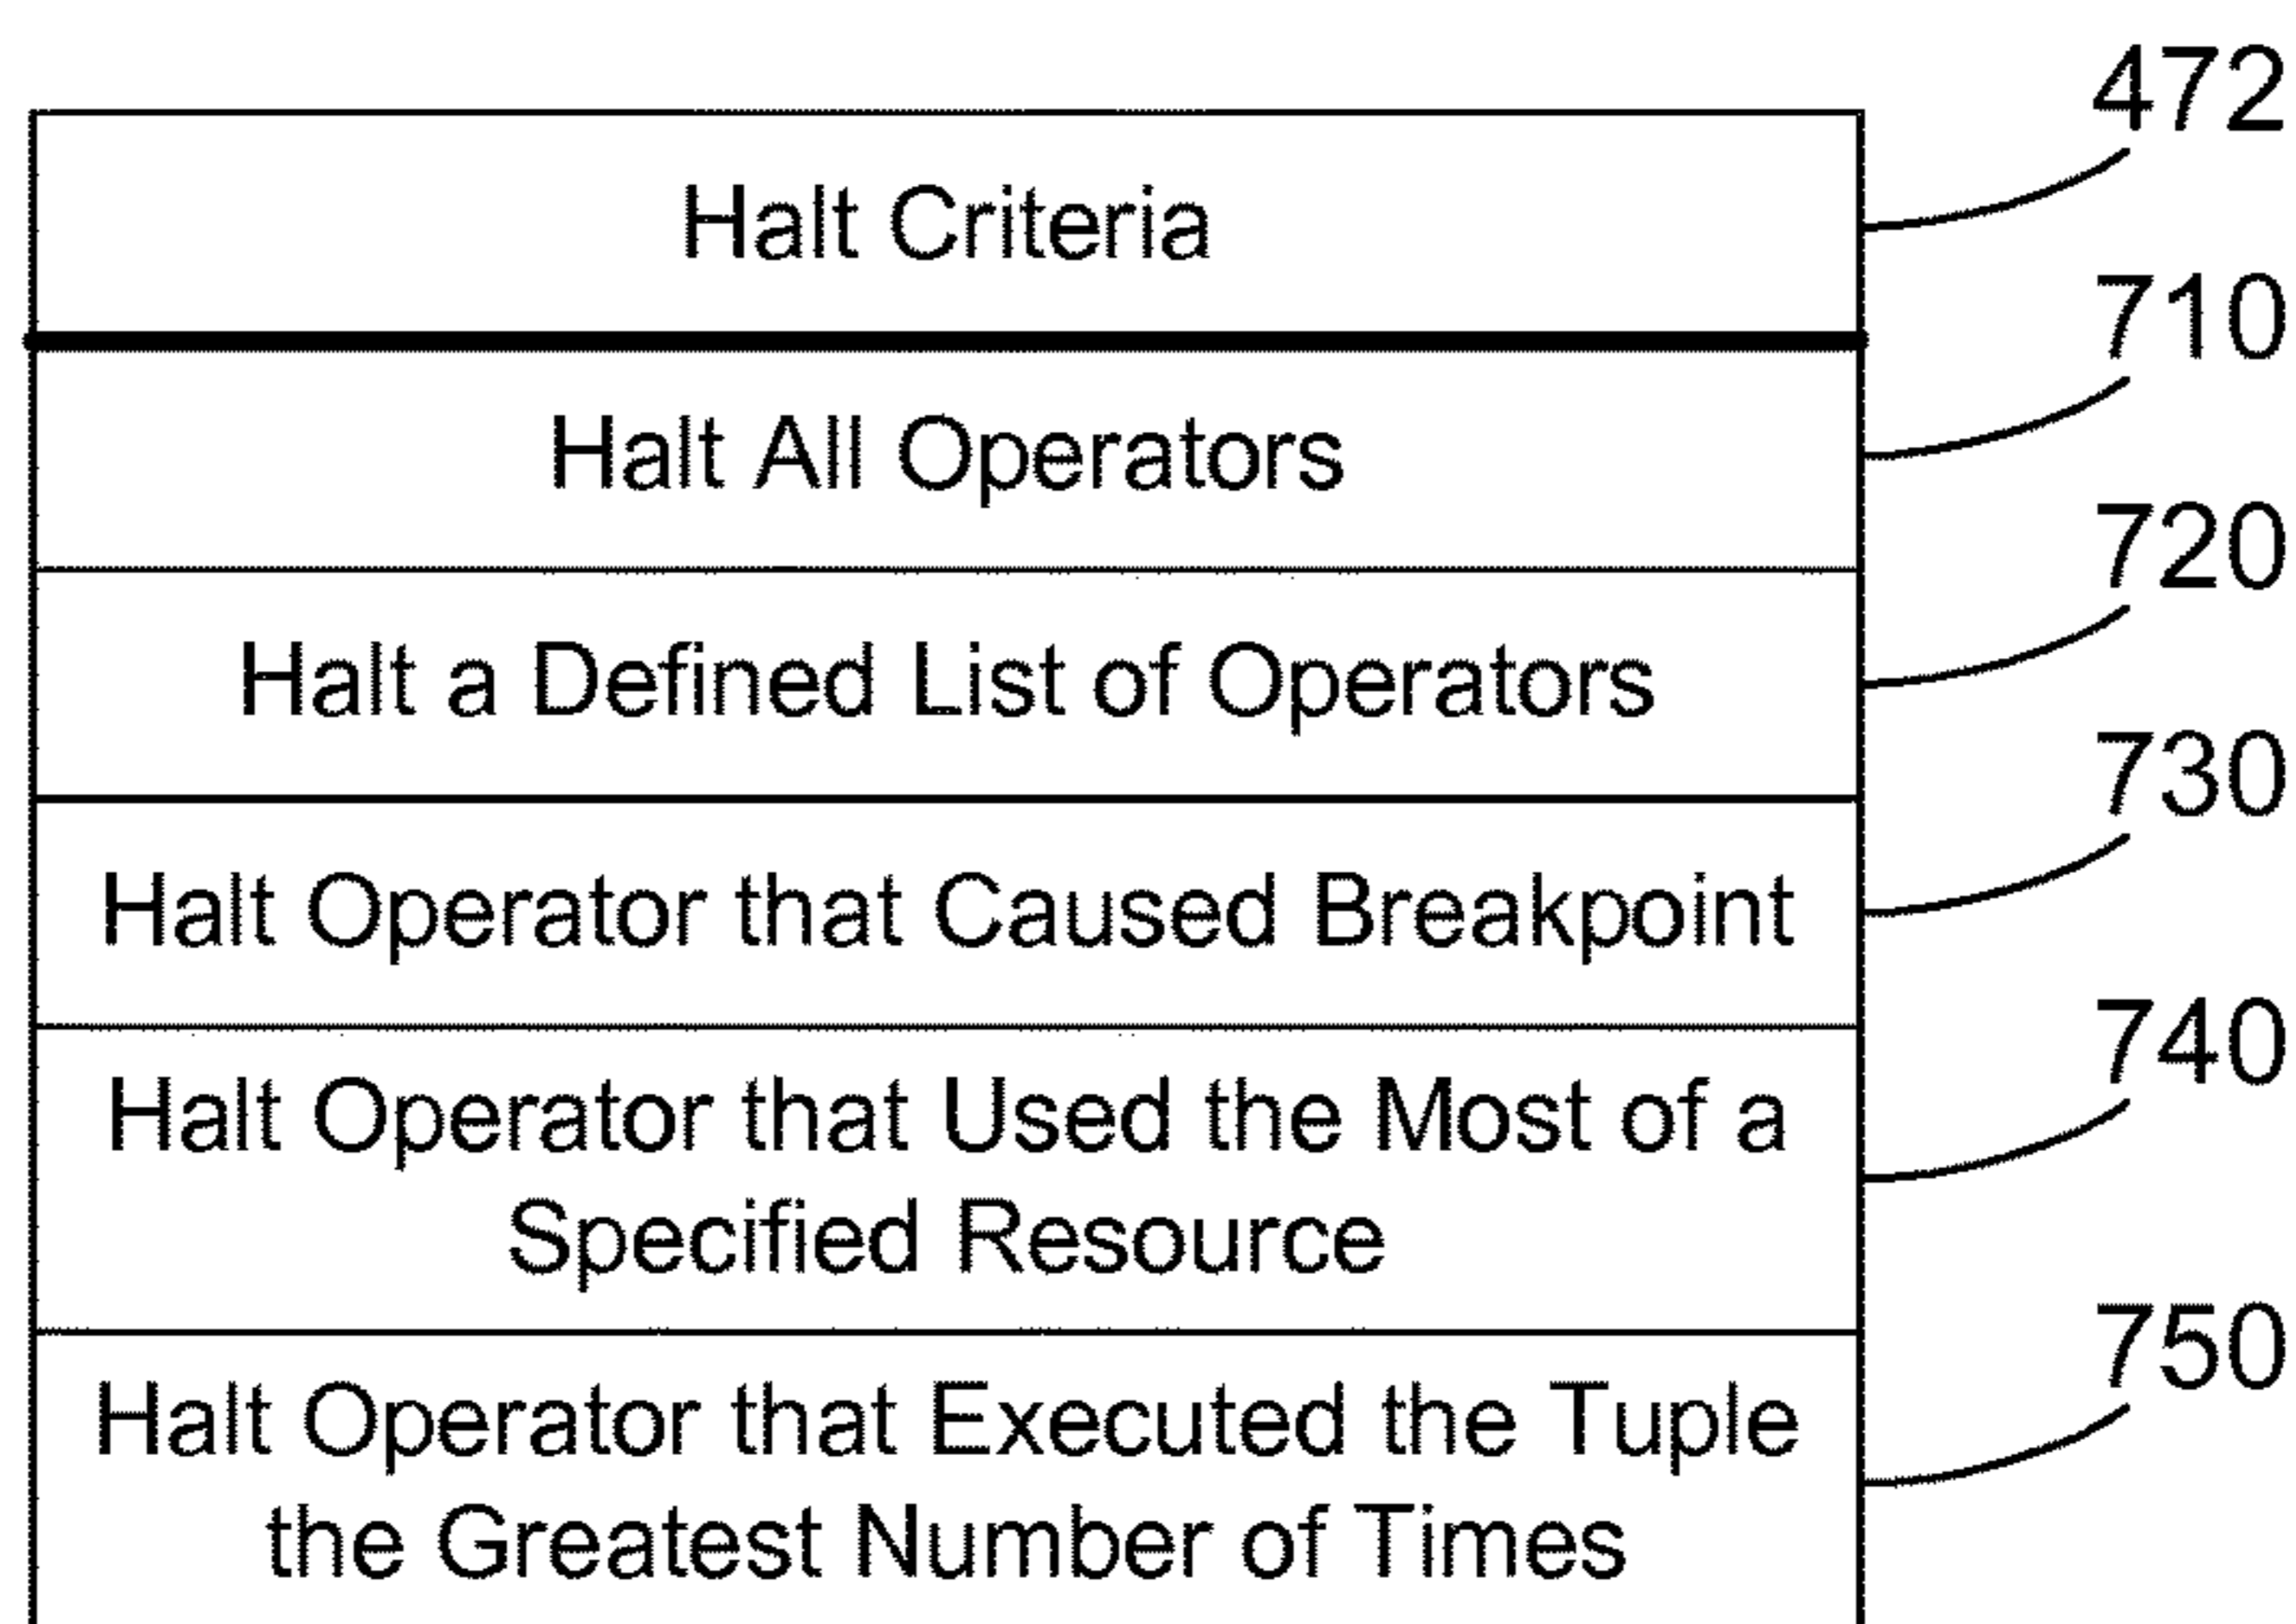 472
Halt Criteria
710
Halt All Operators
720
Halt a Defined List of Operators
730
Halt Operator that Caused Breakpoint
740
Halt Operator that Used the Most of a
Specified Resource
750
Halt Operator that Executed the Tuple
the Greatest Number of Times